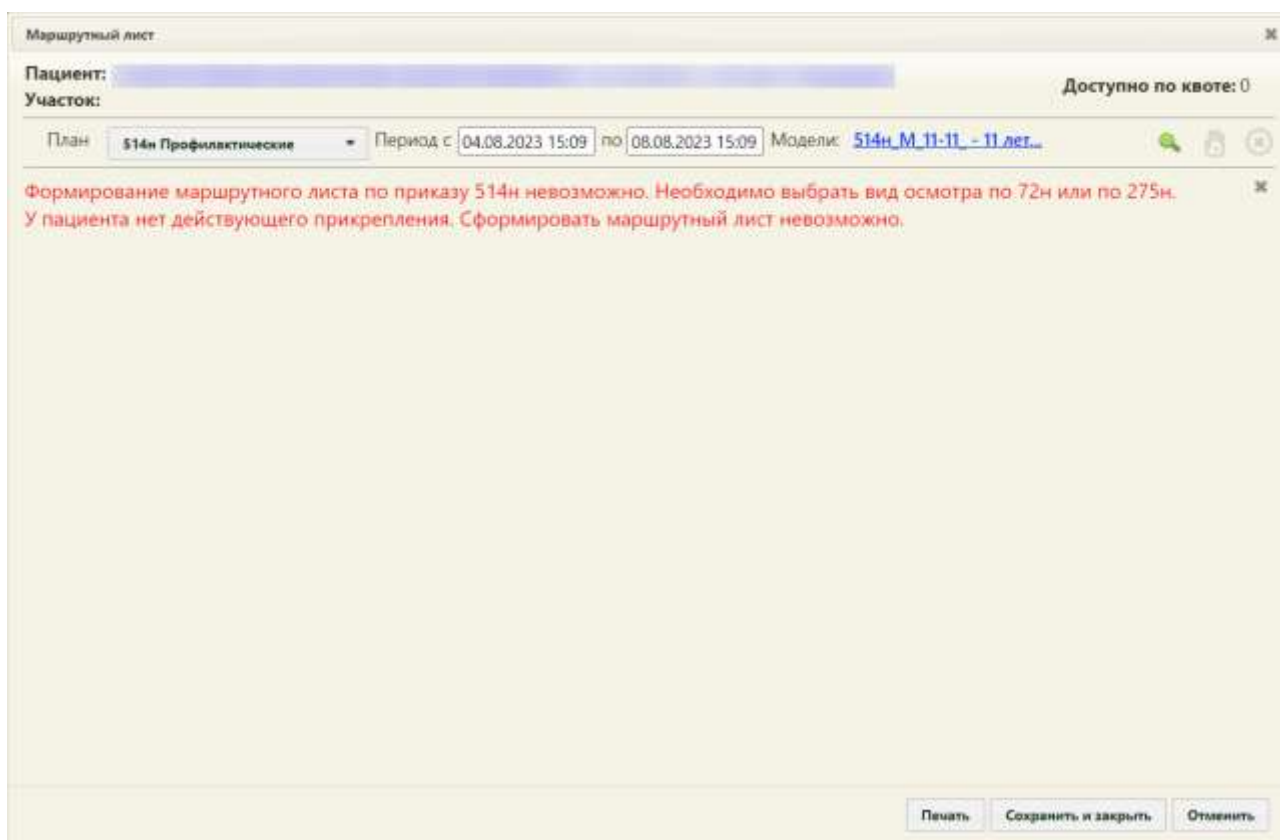 Маршрутный лист
Пациент:
Доступно по квоте: 0
Участок:
План 514н Профилактические Период с 04.08.2023 15:09 по 08.08.2023 15:09 Модели: 514н_М_11-11_ - 11 лет...
Формирование маршрутного листа по приказу 514н невозможно. Необходимо выбрать вид осмотра по 72н или по 275н.
У пациента нет действующего прикрепления. Сформировать маршрутный лист невозможно.
Печать Сохранить и закрыть Отменить